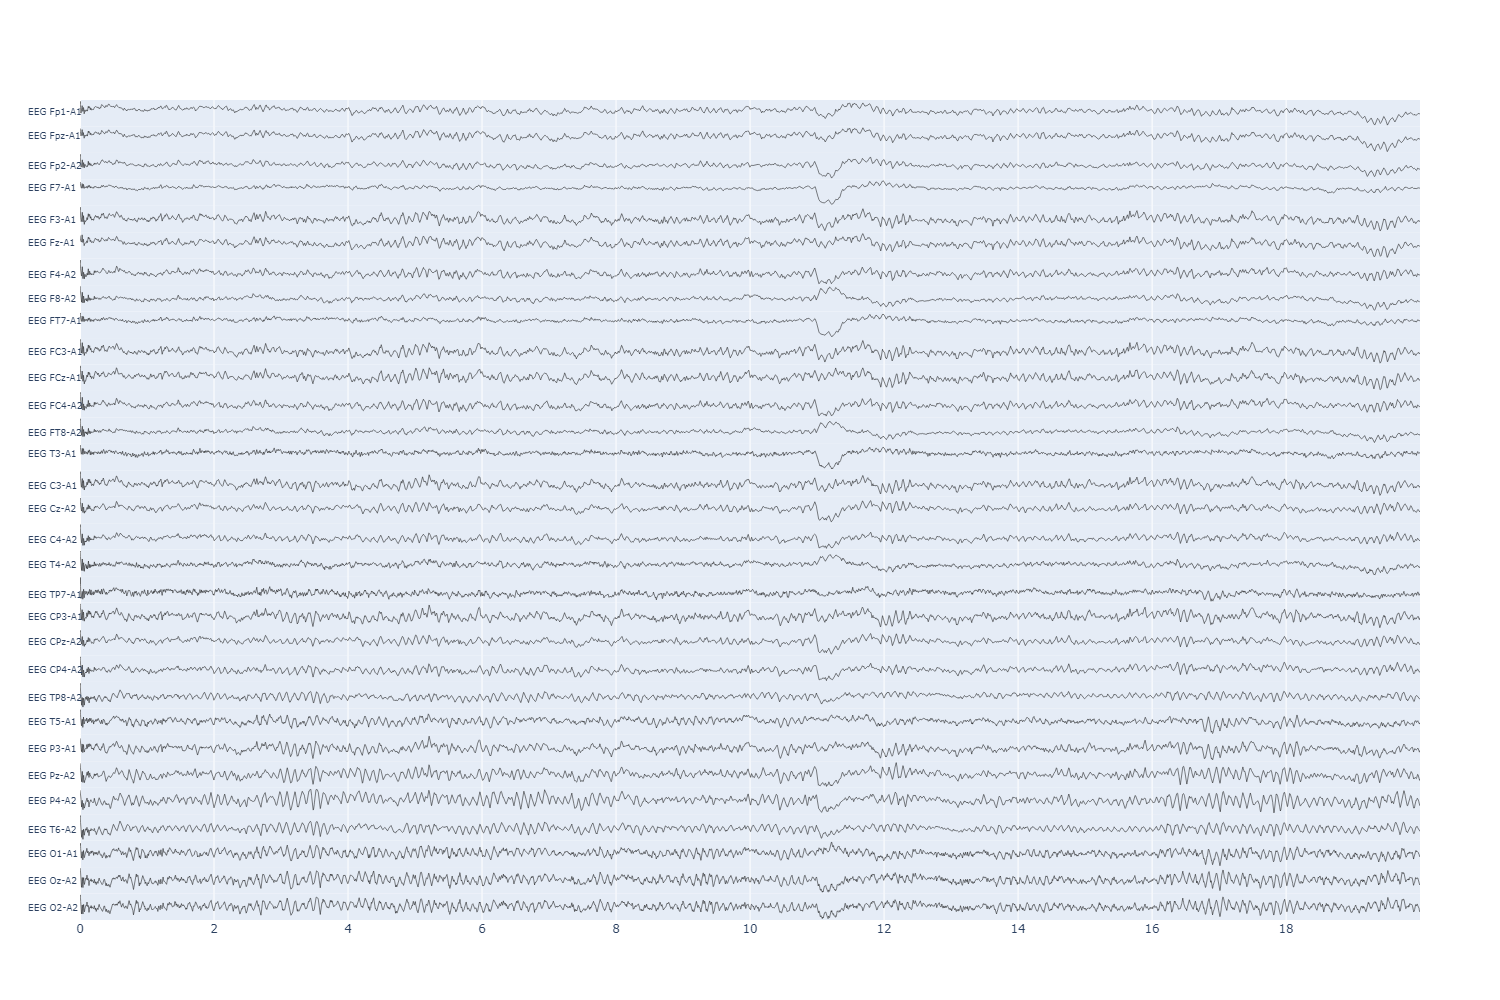 EEG Fp1-A1
EEG Fpz-A1
EEG Fp2-A2
EEG F7-A1
EEG F3-A1
EEG Fz-A1
EEG F4-A2
EEG F8-A2
EEG FT7-A1
EEG FC3-A1
EEG FCz-A1
EEG FC4-A2
EEG FT8-A2
EEG T3-A1
EEG C3-A1
EEG Cz-A2
EEG C4-A2
EEG T4-A2
EEG TP7-A1
EEG CP3-A1
EEG CPz-A2
EEG CP4-A2
EEG TP8-A2
EEG T5-A1
EEG P3-A1
EEG Pz-A2
EEG P4-A2
EEG T6-A2
EEG O1-A1
EEG Oz-A2
EEG O2-A2
0 2 4 6 8 10 12 14 16 18